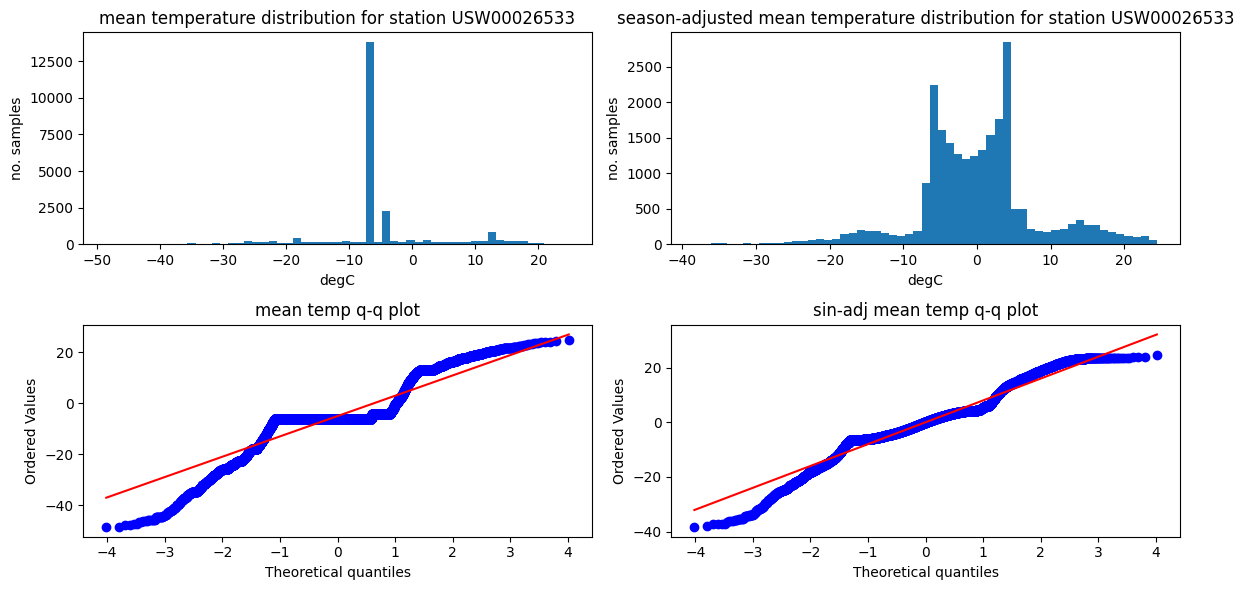 mean temperature distribution for station USW00026533
no. samples
12500
10000
7500
5000
2500
0
−50 −40 −30 −20 −10 0 10 20
degC
season-adjusted mean temperature distribution for station USW00026533
no. samples
2500
2000
1500
1000
500
0
−40 −30 −20 −10 0 10 20
degC
mean temp q-q plot
Ordered Values
20
0
−20
−40
−4 −3 −2 −1 0 1 2 3 4
Theoretical quantiles
sin-adj mean temp q-q plot
Ordered Values
20
0
−20
−40
−4 −3 −2 −1 0 1 2 3 4
Theoretical quantiles